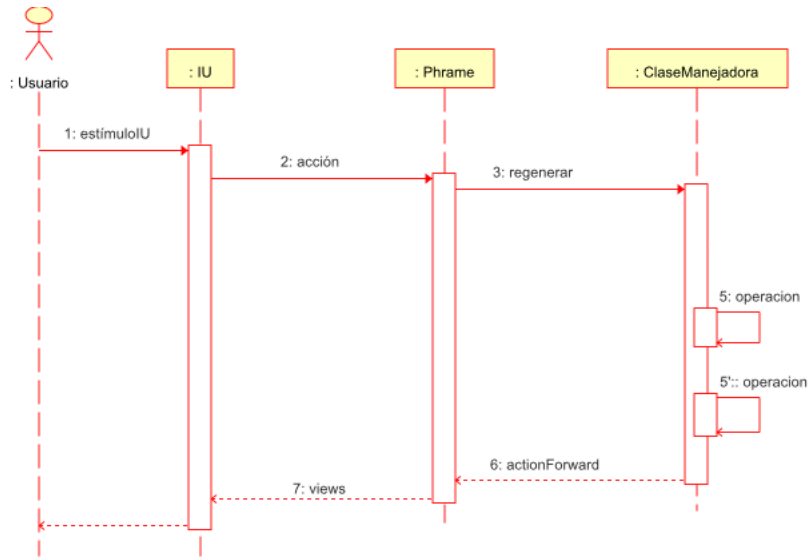 : Usuario
: IU
: Phrame
: ClaseManejadora
1: estímuloIU
2: acción
3: regenerar
5: operacion
5':: operacion
6: actionForward
7: views